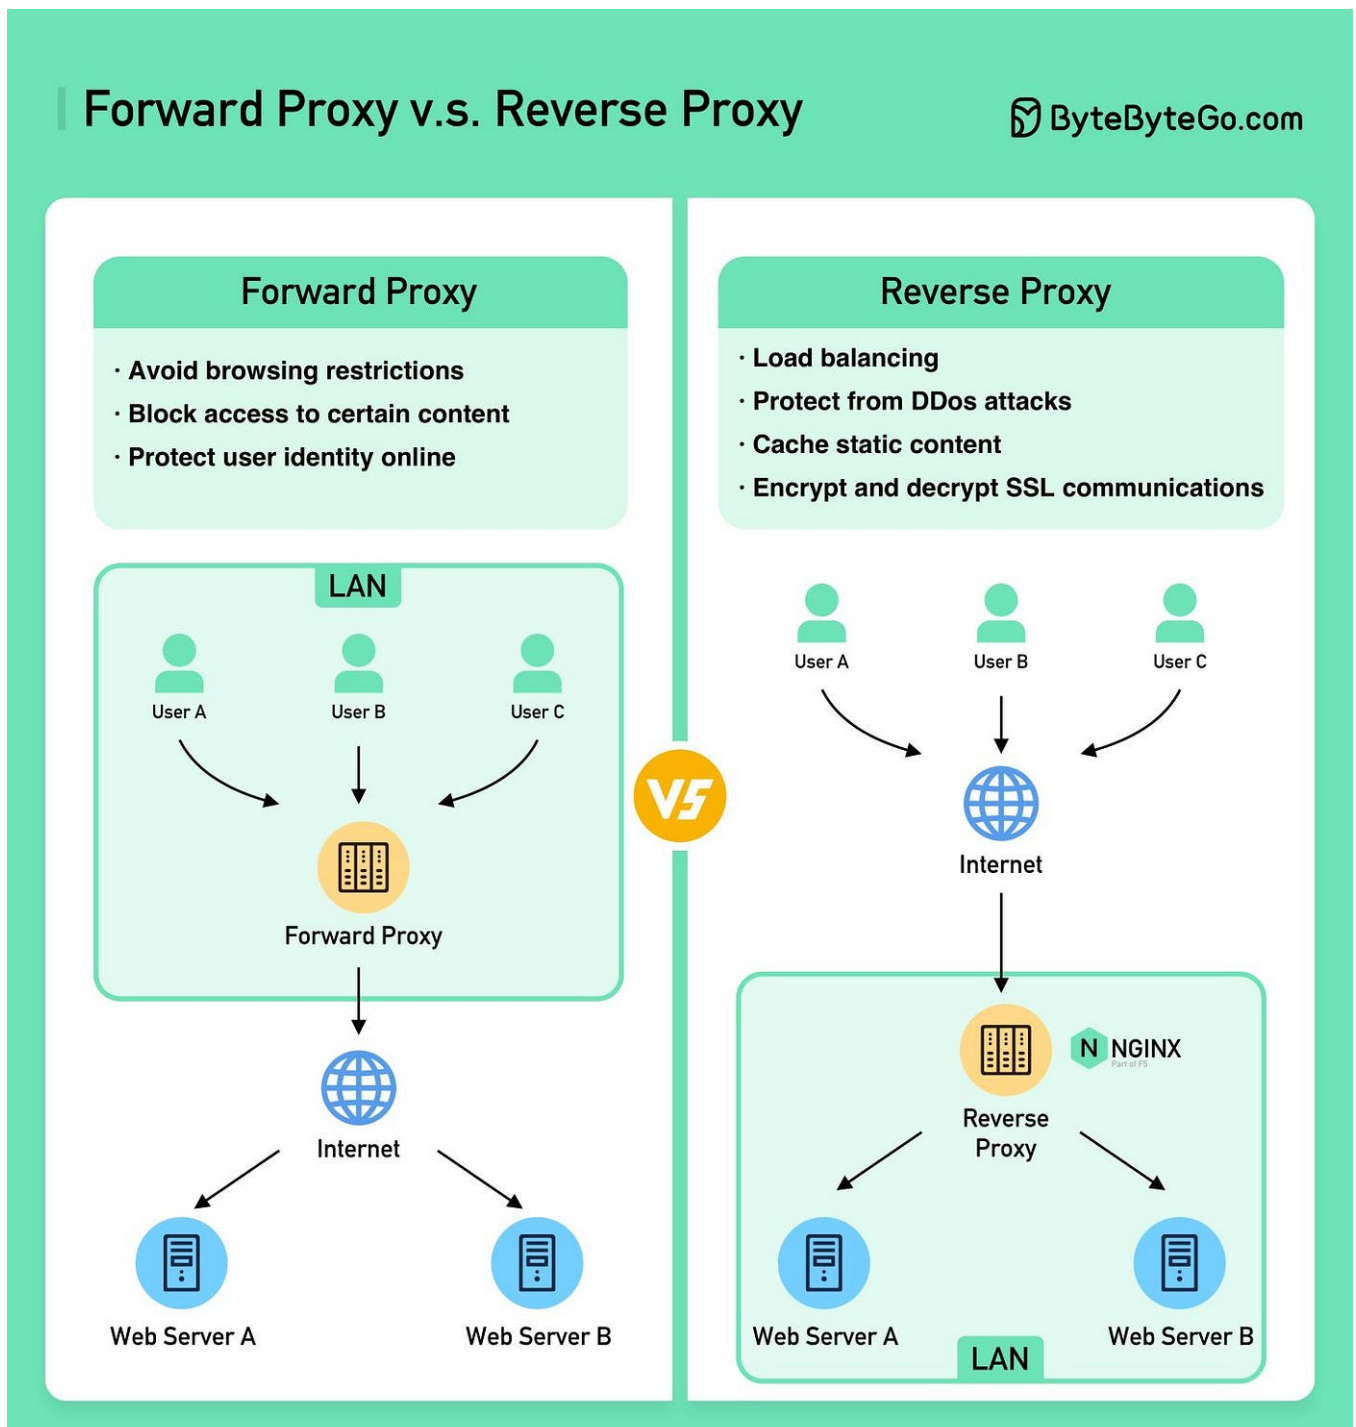 Forward Proxy v.s. Reverse Proxy
ByteByteGo.com
Forward Proxy
· Avoid browsing restrictions
· Block access to certain content
· Protect user identity online
LAN
User A
User B
User C
Forward Proxy
Internet
Web Server A
Web Server B
VS
Reverse Proxy
· Load balancing
· Protect from DDos attacks
· Cache static content
· Encrypt and decrypt SSL communications
User A
User B
User C
Internet
N NGINX
Part of F5
Reverse
Proxy
Web Server A
Web Server B
LAN